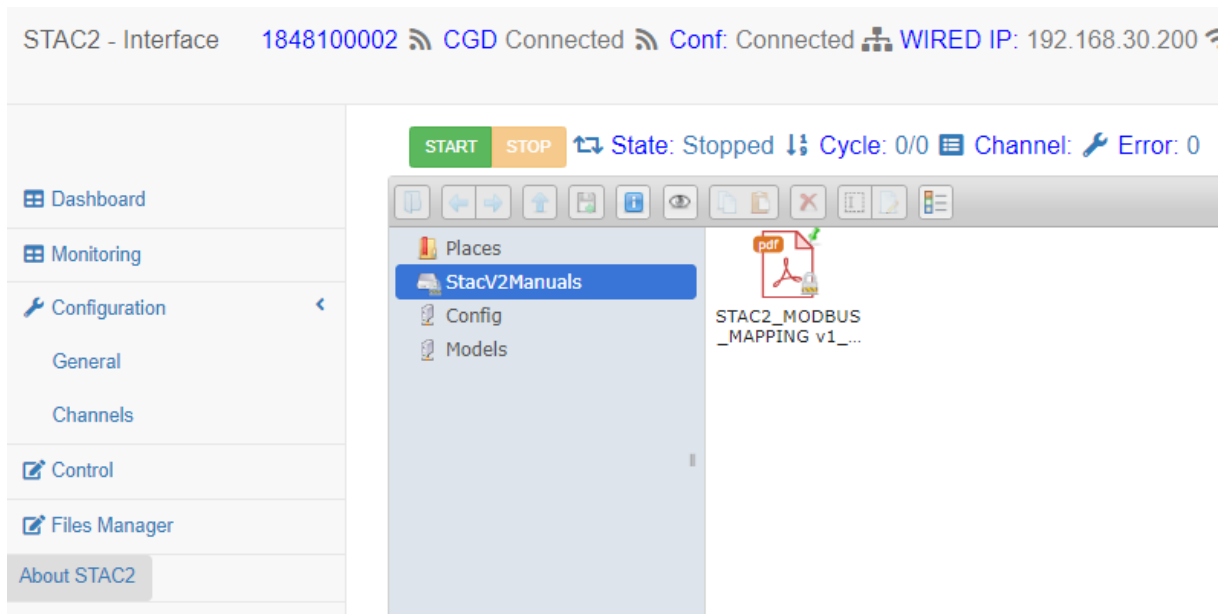 STAC2 - Interface 1848100002 CGD Connected Conf: Connected WIRED IP: 192.168.30.200
START STOP State: Stopped Cycle: 0/0 Channel: Error: 0
Dashboard
Monitoring
Configuration
General
Channels
Control
Files Manager
About STAC2
Places
StacV2Manuals
Config
Models
pdf
STAC2_MODBUS
_MAPPING v1_...